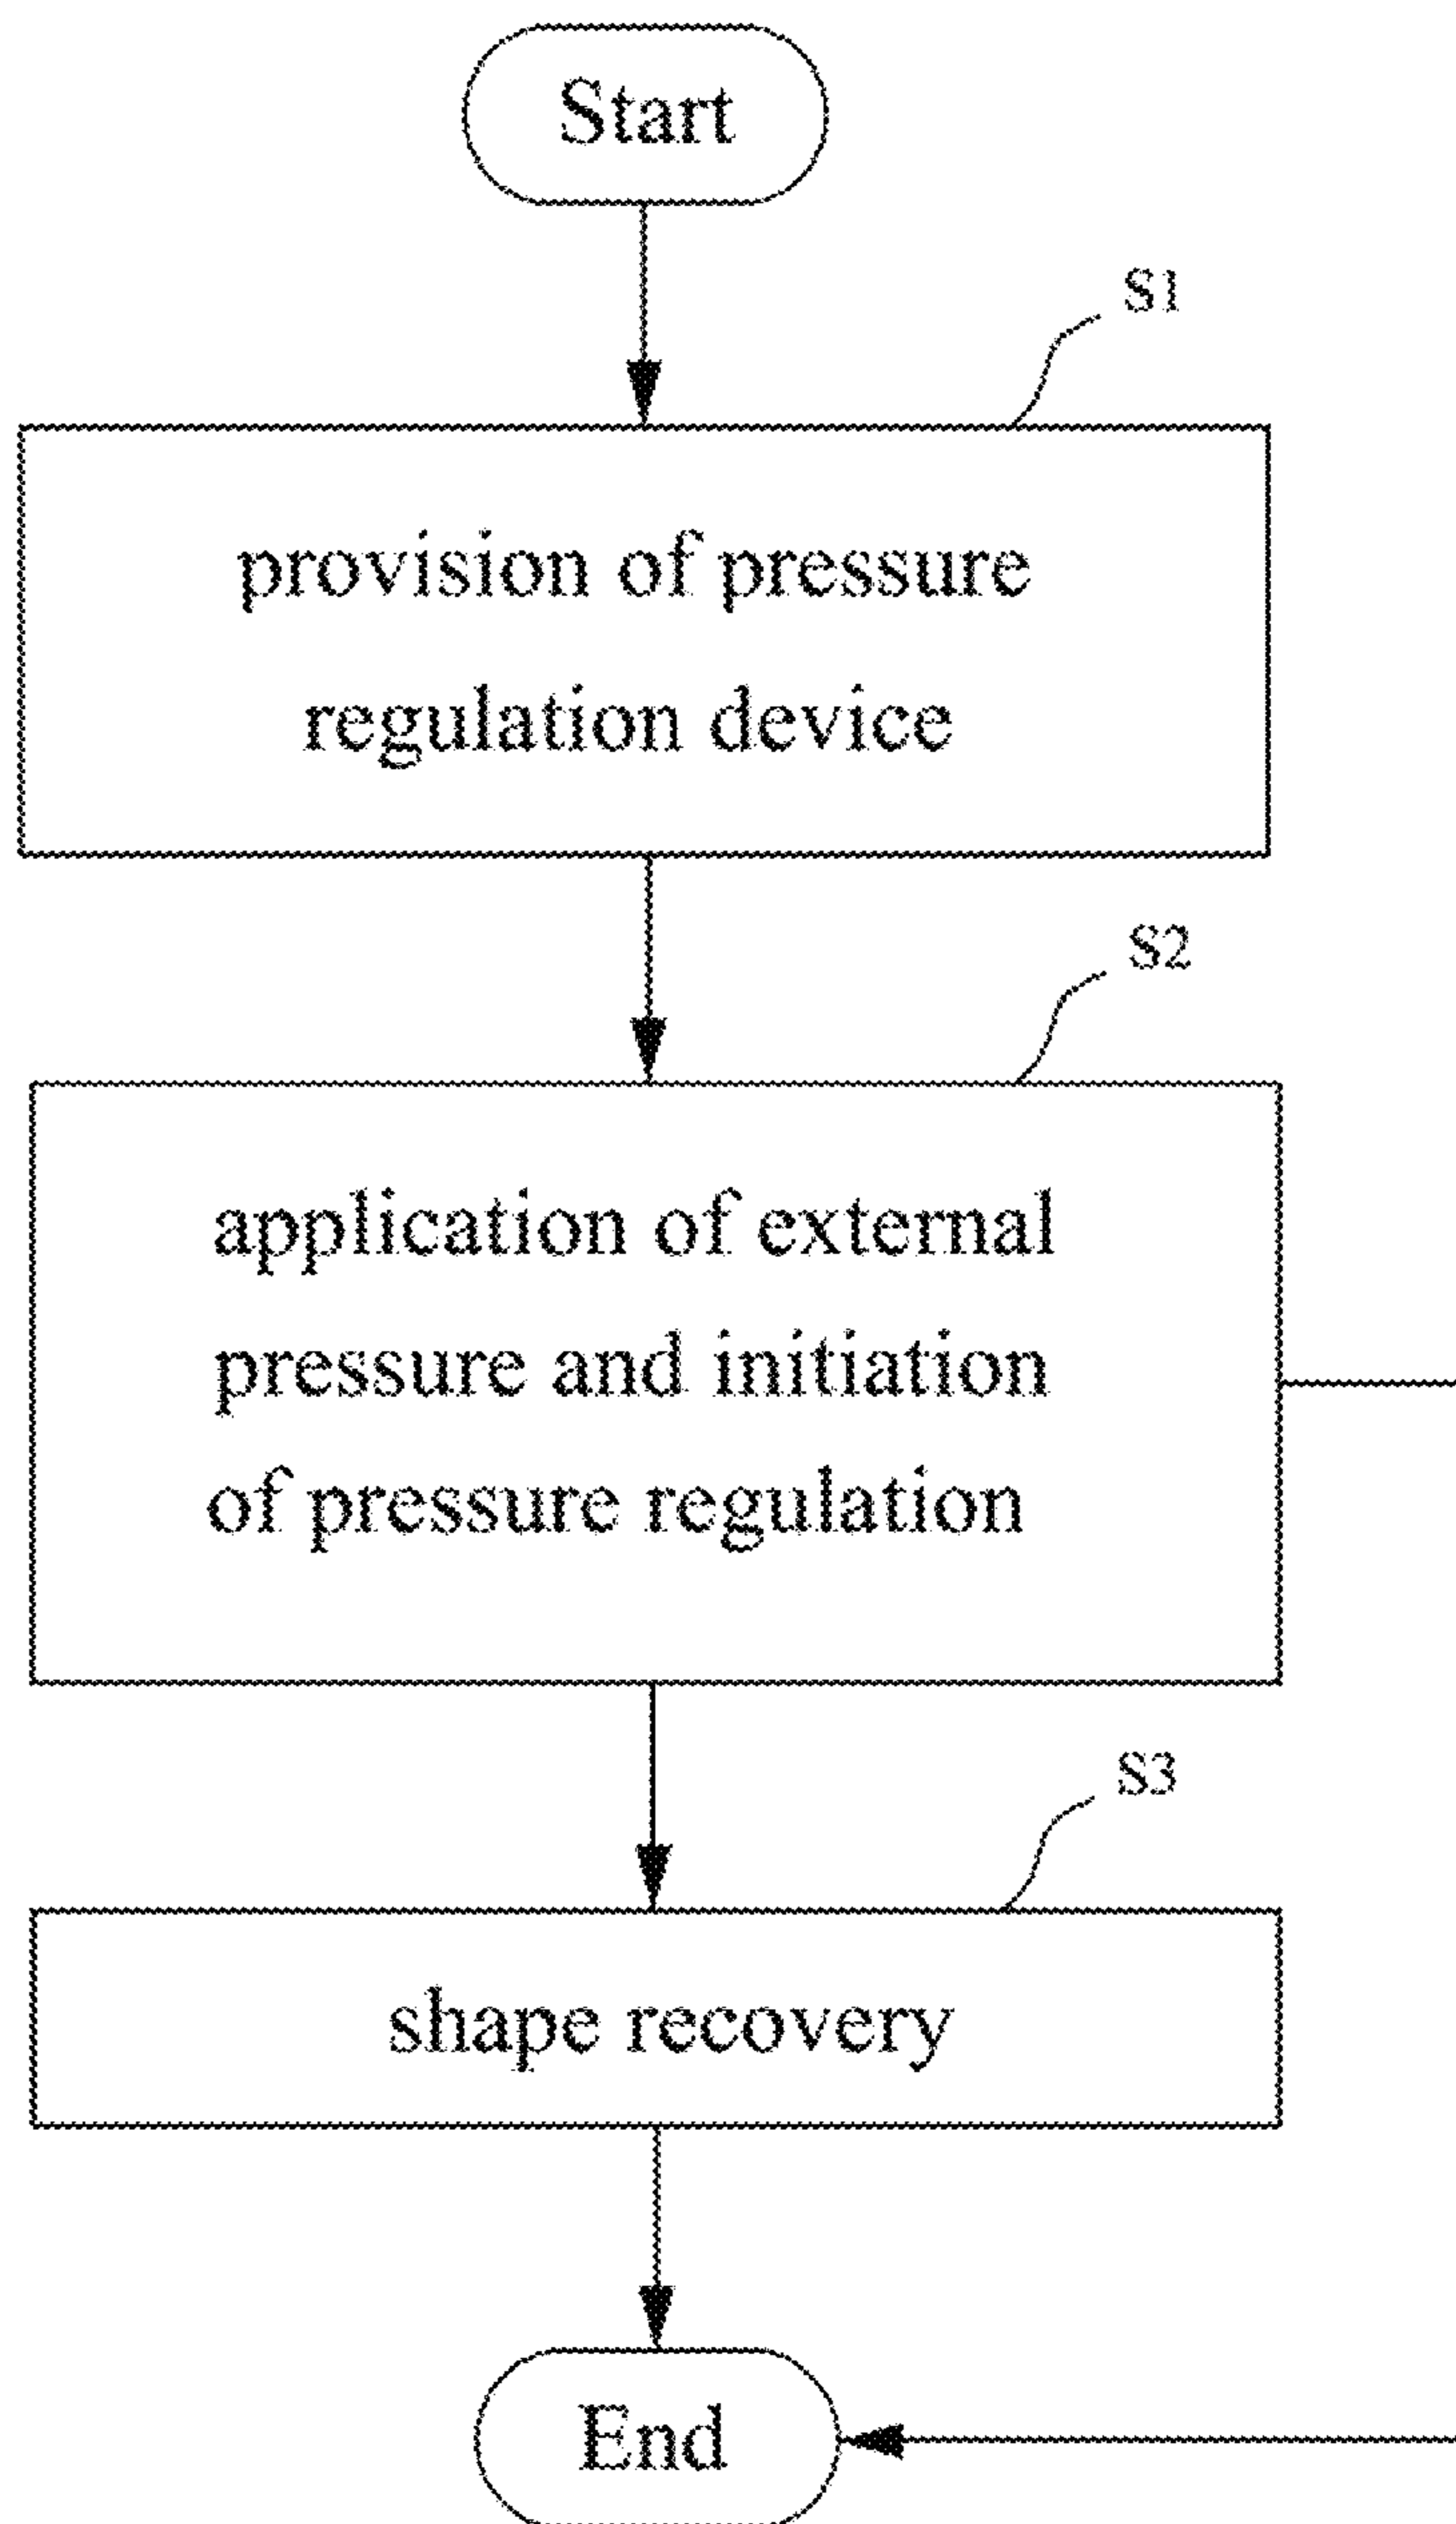 Start
S1
provision of pressure
regulation device
S2
application of external
pressure and initiation
of pressure regulation
S3
shape recovery
End